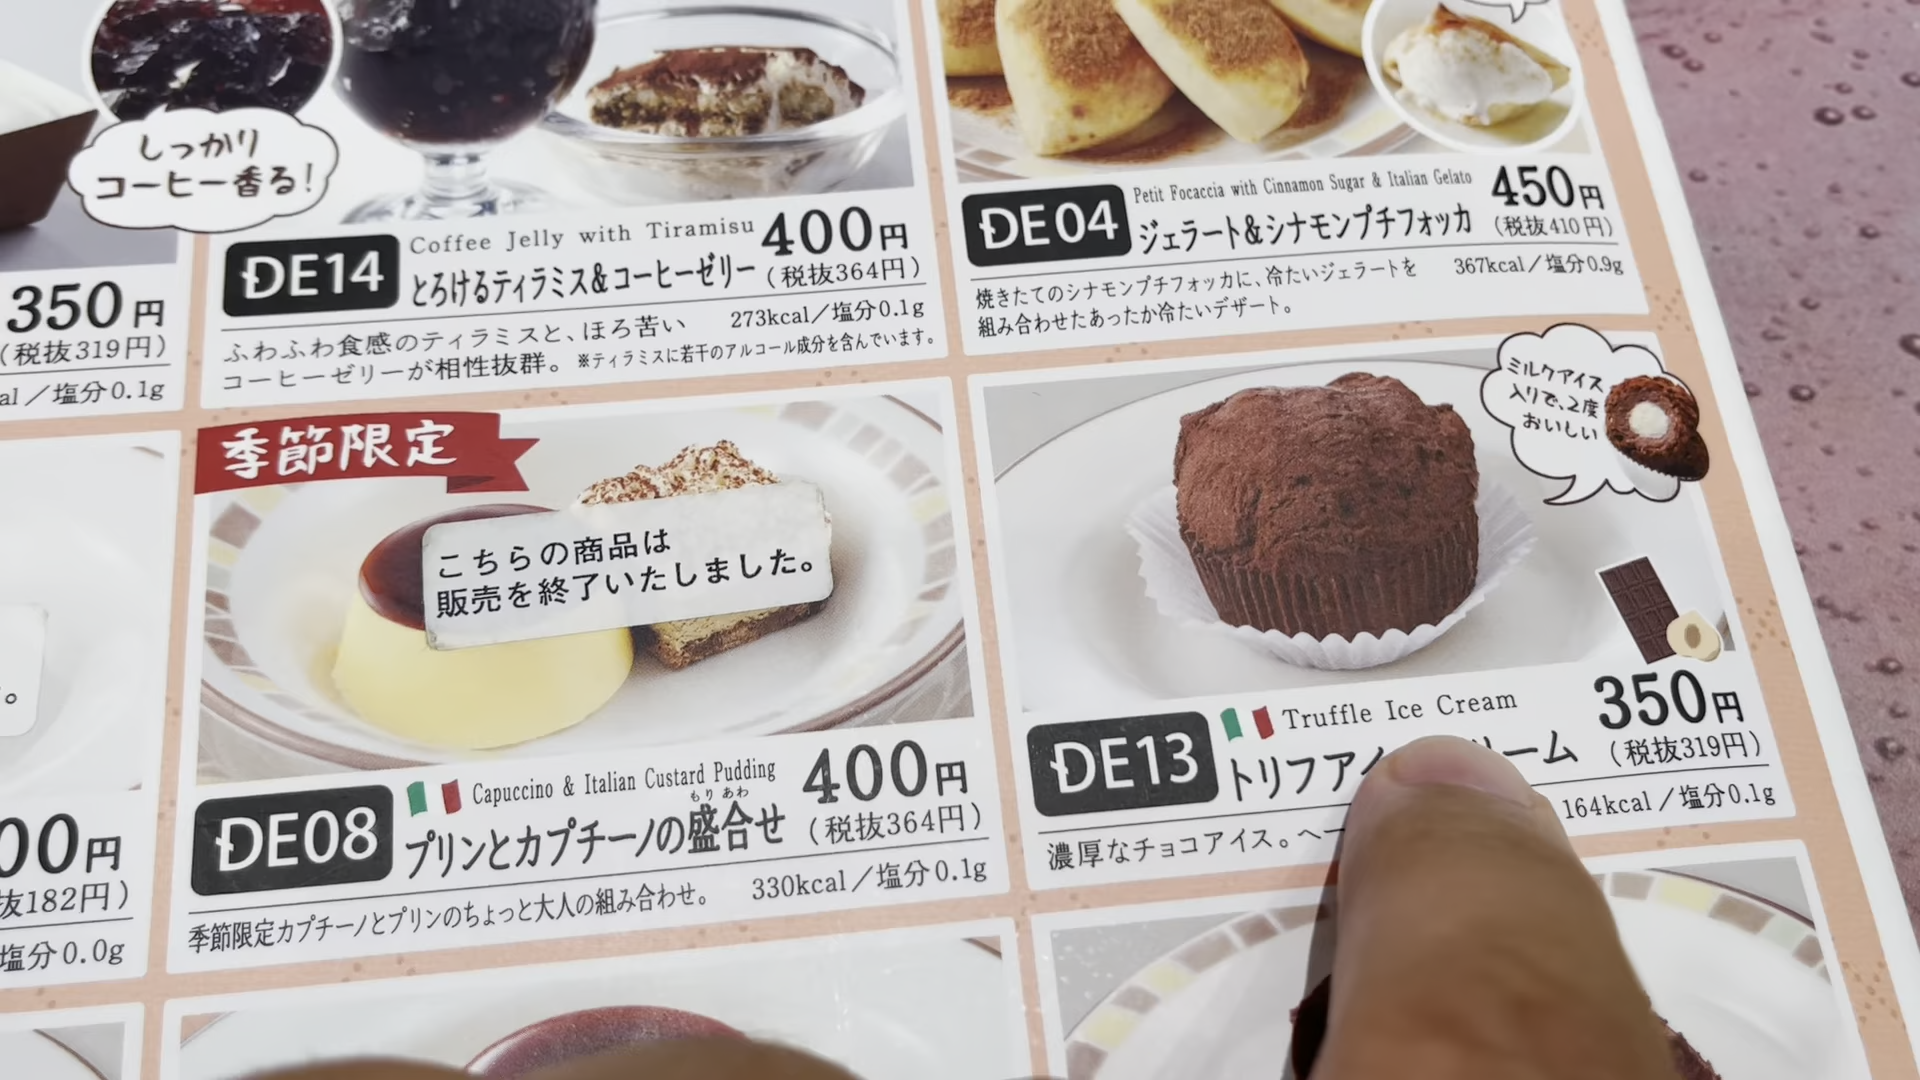 しっかり
コーヒー香る!
350円
(税抜319円)
al/塩分0.1g
DE14
Coffee Jelly with Tiramisu
400円
とろけるティラミス&コーヒーゼリー
(税抜364円)
ふわふわ食感のティラミスと、ほろ苦い
273kcal/塩分0.1g
コーヒーゼリーが相性抜群。
※ティラミスに若干のアルコール成分を含んでいます。
DE04
Petit Focaccia with Cinnamon Sugar & Italian Gelato
450円
ジェラート&シナモンプチフォッカ
(税抜410円)
焼きたてのシナモンプチフォッカに、冷たいジェラートを
367kcal/塩分0.9g
組み合わせたあったか冷たいデザート。
00円
抜182円)
塩分0.0g
季節限定
こちらの商品は
販売を終了いたしました。
DE08
Capuccino & Italian Custard Pudding
400円
もり あわ
プリンとカプチーノの盛合せ
(税抜364円)
季節限定カプチーノとプリンのちょっと大人の組み合わせ。
330kcal/塩分0.1g
ミルクアイス
入りで、2度
おいしい
DE13
Truffle Ice Cream
350円
トリフアイ リーム
(税抜319円)
164kcal/塩分0.1g
濃厚なチョコアイス。ヘー